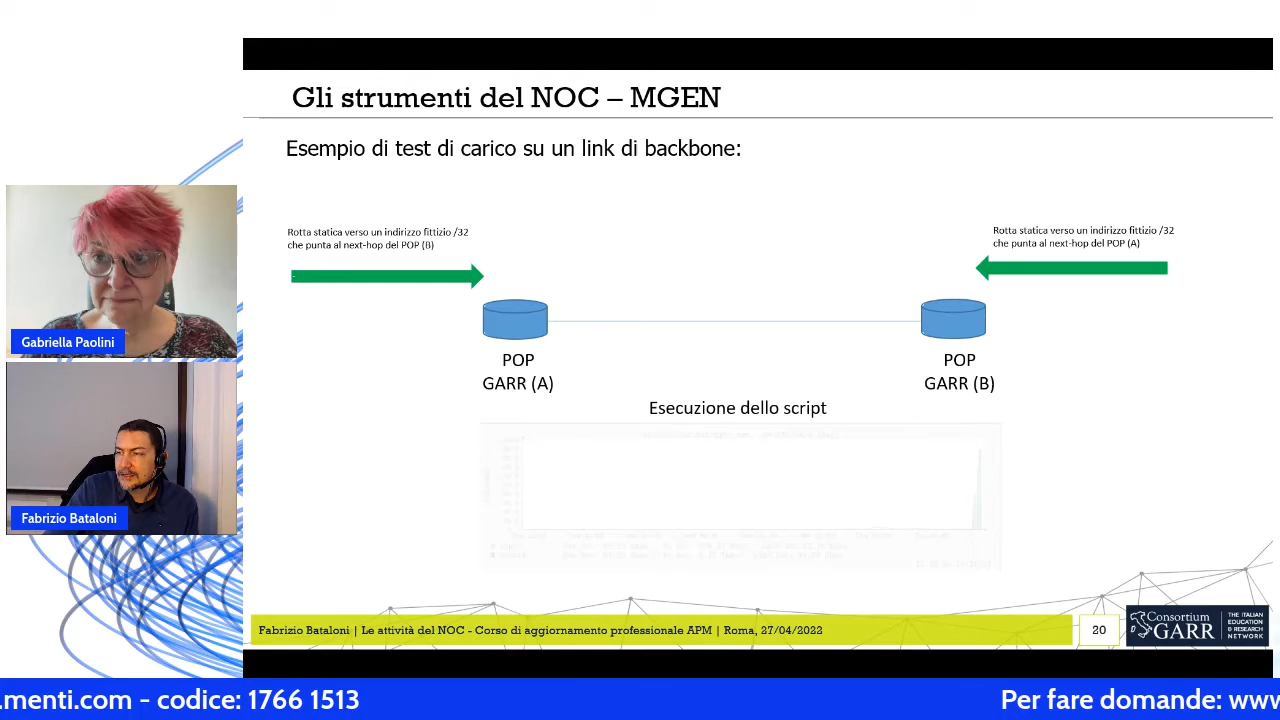 Gli strumenti del NOC – MGEN
Esempio di test di carico su un link di backbone:
Rotta statica verso un indirizzo fittizio /32
che punta al next-hop del POP (B)
Rotta statica verso un indirizzo fittizio /32
che punta al next-hop del POP (A)
Gabriella Paolini
POP
GARR (A)
POP
GARR (B)
Esecuzione dello script
Fabrizio Bataloni
Fabrizio Bataloni | Le attività del NOC - Corso di aggiornamento professionale APM | Roma, 27/04/2022
20
Consortium
GARR
THE ITALIAN
EDUCATION
& RESEARCH
NETWORK
.menti.com - codice: 1766 1513
Per fare domande: www